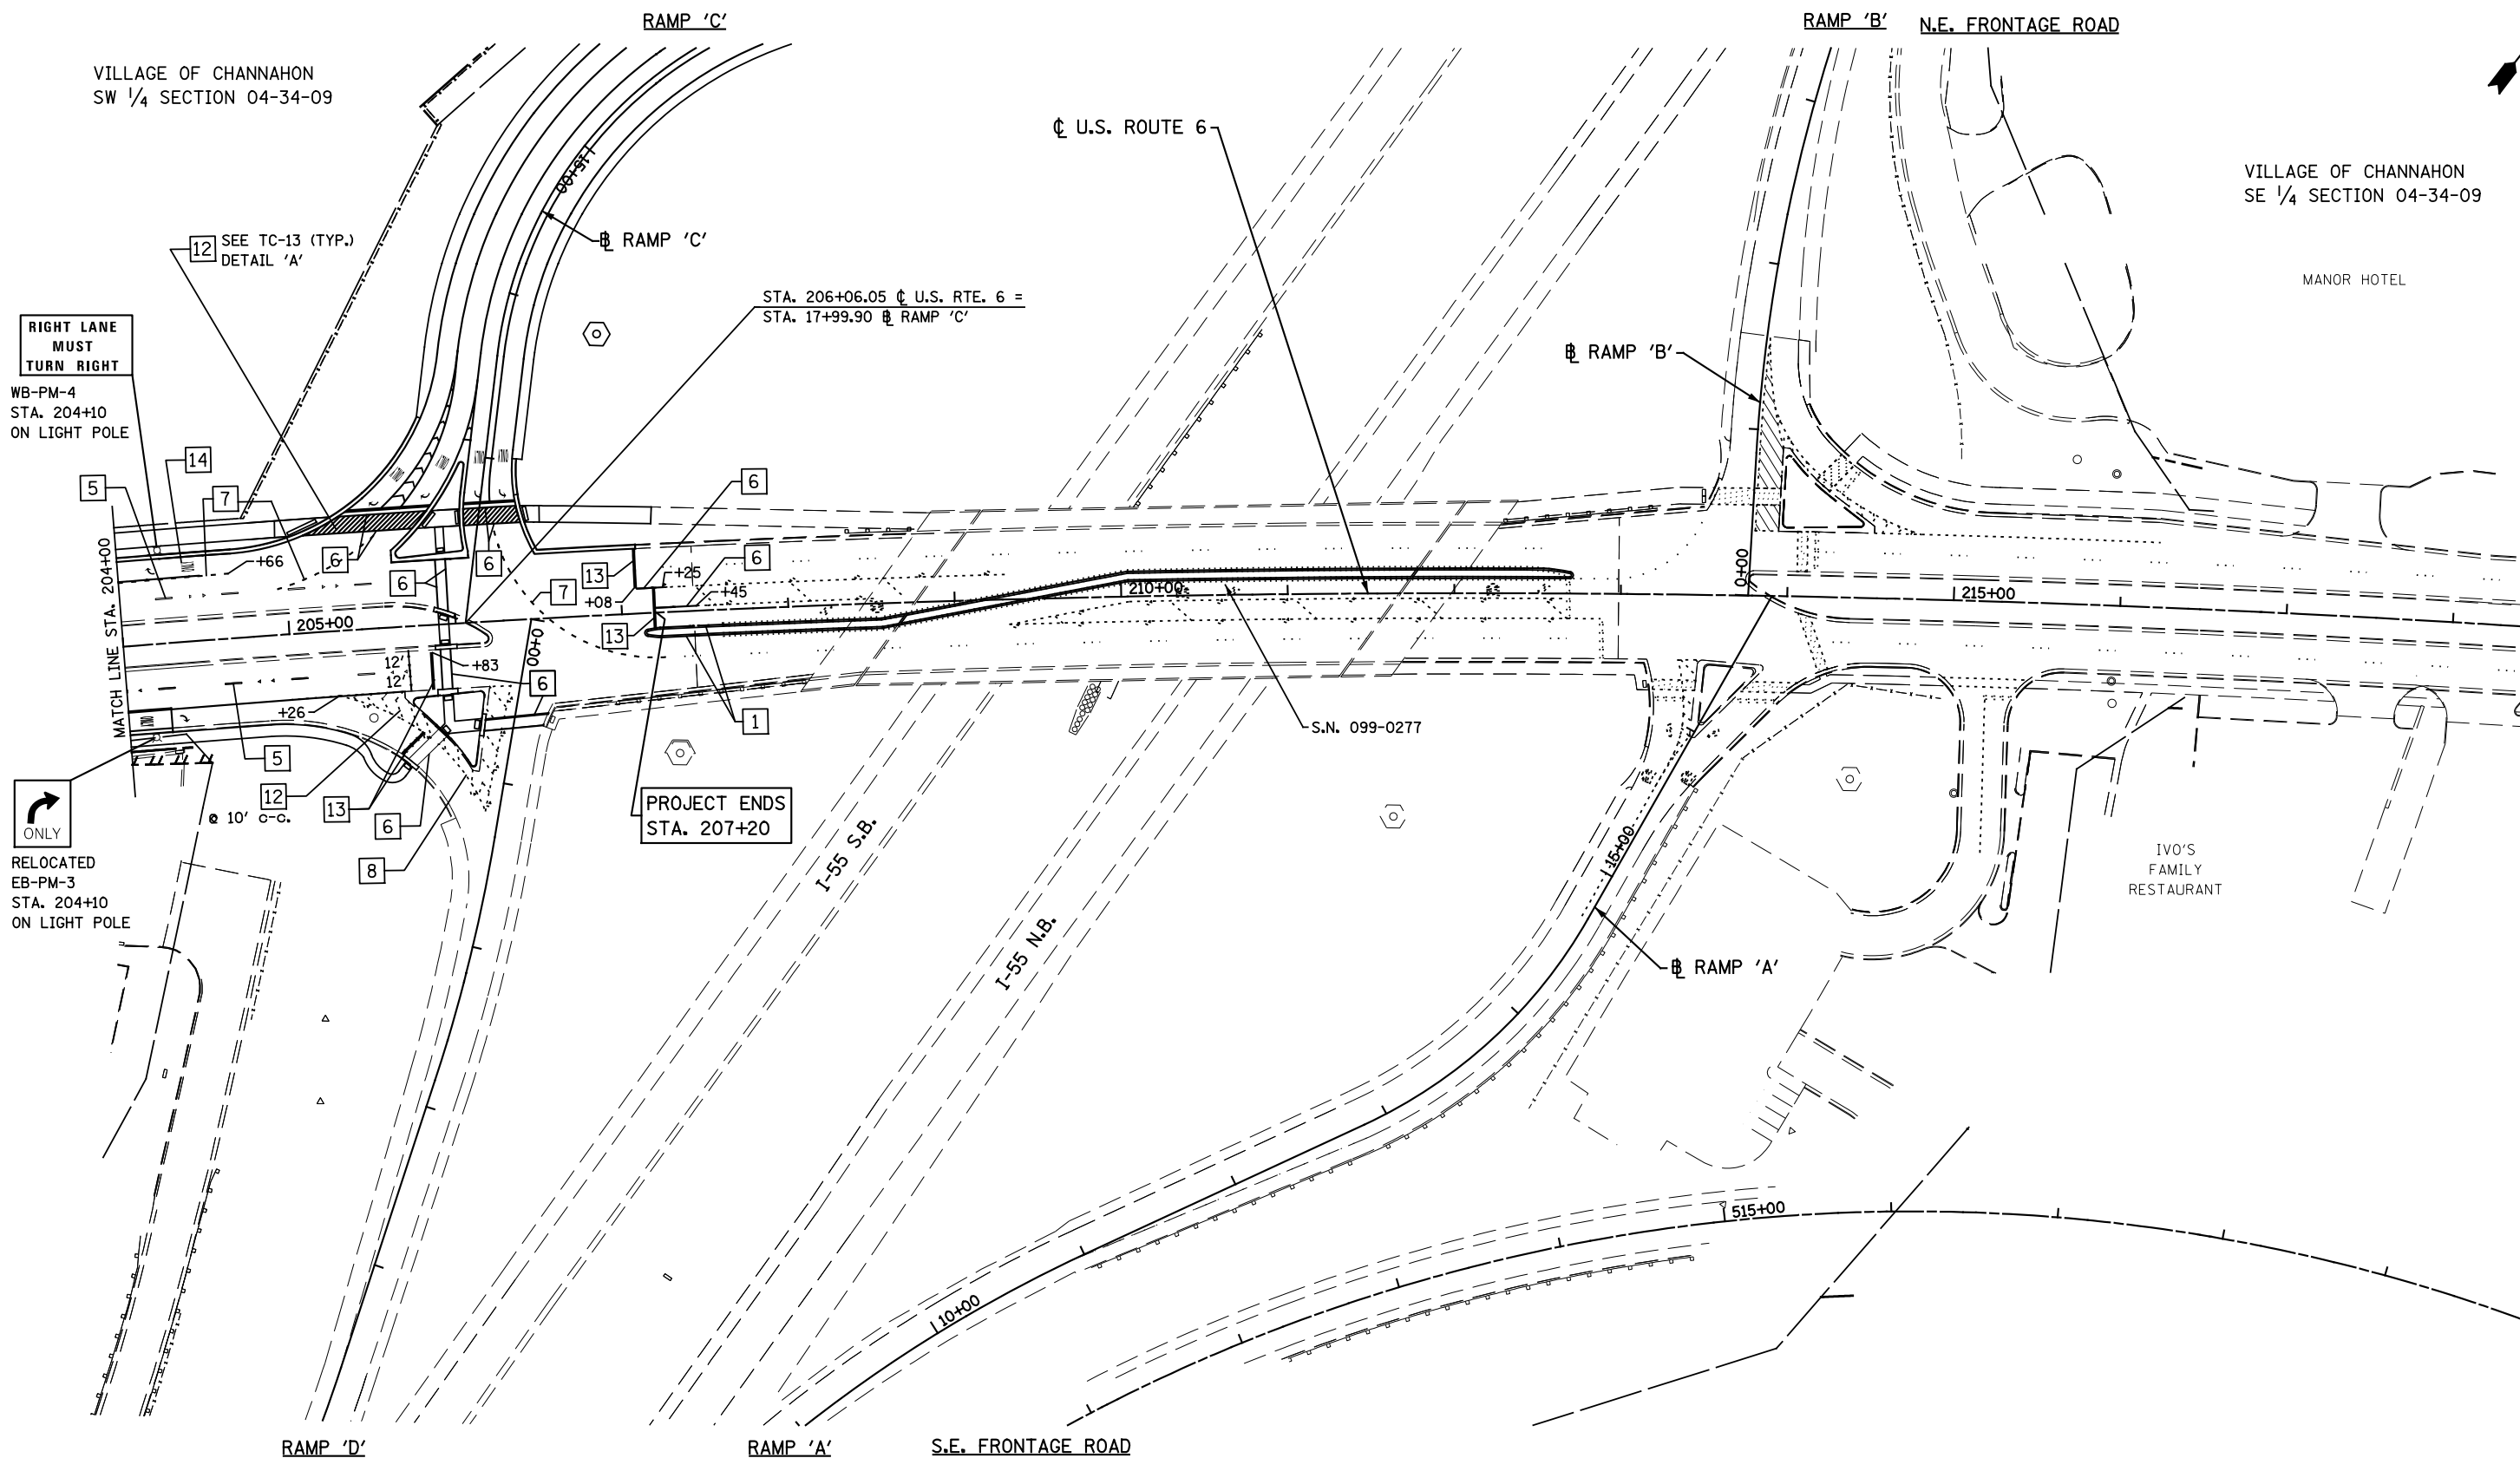 RAMP 'C'
RAMP 'B'
N.E. FRONTAGE ROAD
VILLAGE OF CHANNAHON
SW 1/4 SECTION 04-34-09
℄ U.S. ROUTE 6
VILLAGE OF CHANNAHON
SE 1/4 SECTION 04-34-09
15+00
12 SEE TC-13 (TYP.)
DETAIL 'A'
℄ RAMP 'C'
MANOR HOTEL
STA. 206+06.05 ℄ U.S. RTE. 6 =
STA. 17+99.90 ℄ RAMP 'C'
RIGHT LANE
MUST
TURN RIGHT
WB-PM-4
STA. 204+10
ON LIGHT POLE
℄ RAMP 'B'
14
5
7
6
ONLY
ONLY
ONLY
ONLY
MATCH LINE STA. 204+00
ONLY
+66
6
6
6
13
+25
6
+08
7
+45
13
205+00
210+00
0+00
215+00
0+00
12'
12'
+83
6
+26
ONLY
1
S.N. 099-0277
5
12
13
6
8
@ 10' C-C.
ONLY
RELOCATED
EB-PM-3
STA. 204+10
ON LIGHT POLE
PROJECT ENDS
STA. 207+20
I-55 S.B.
I-55 N.B.
15+00
IVO'S
FAMILY
RESTAURANT
℄ RAMP 'A'
515+00
10+00
RAMP 'D'
RAMP 'A'
S.E. FRONTAGE ROAD